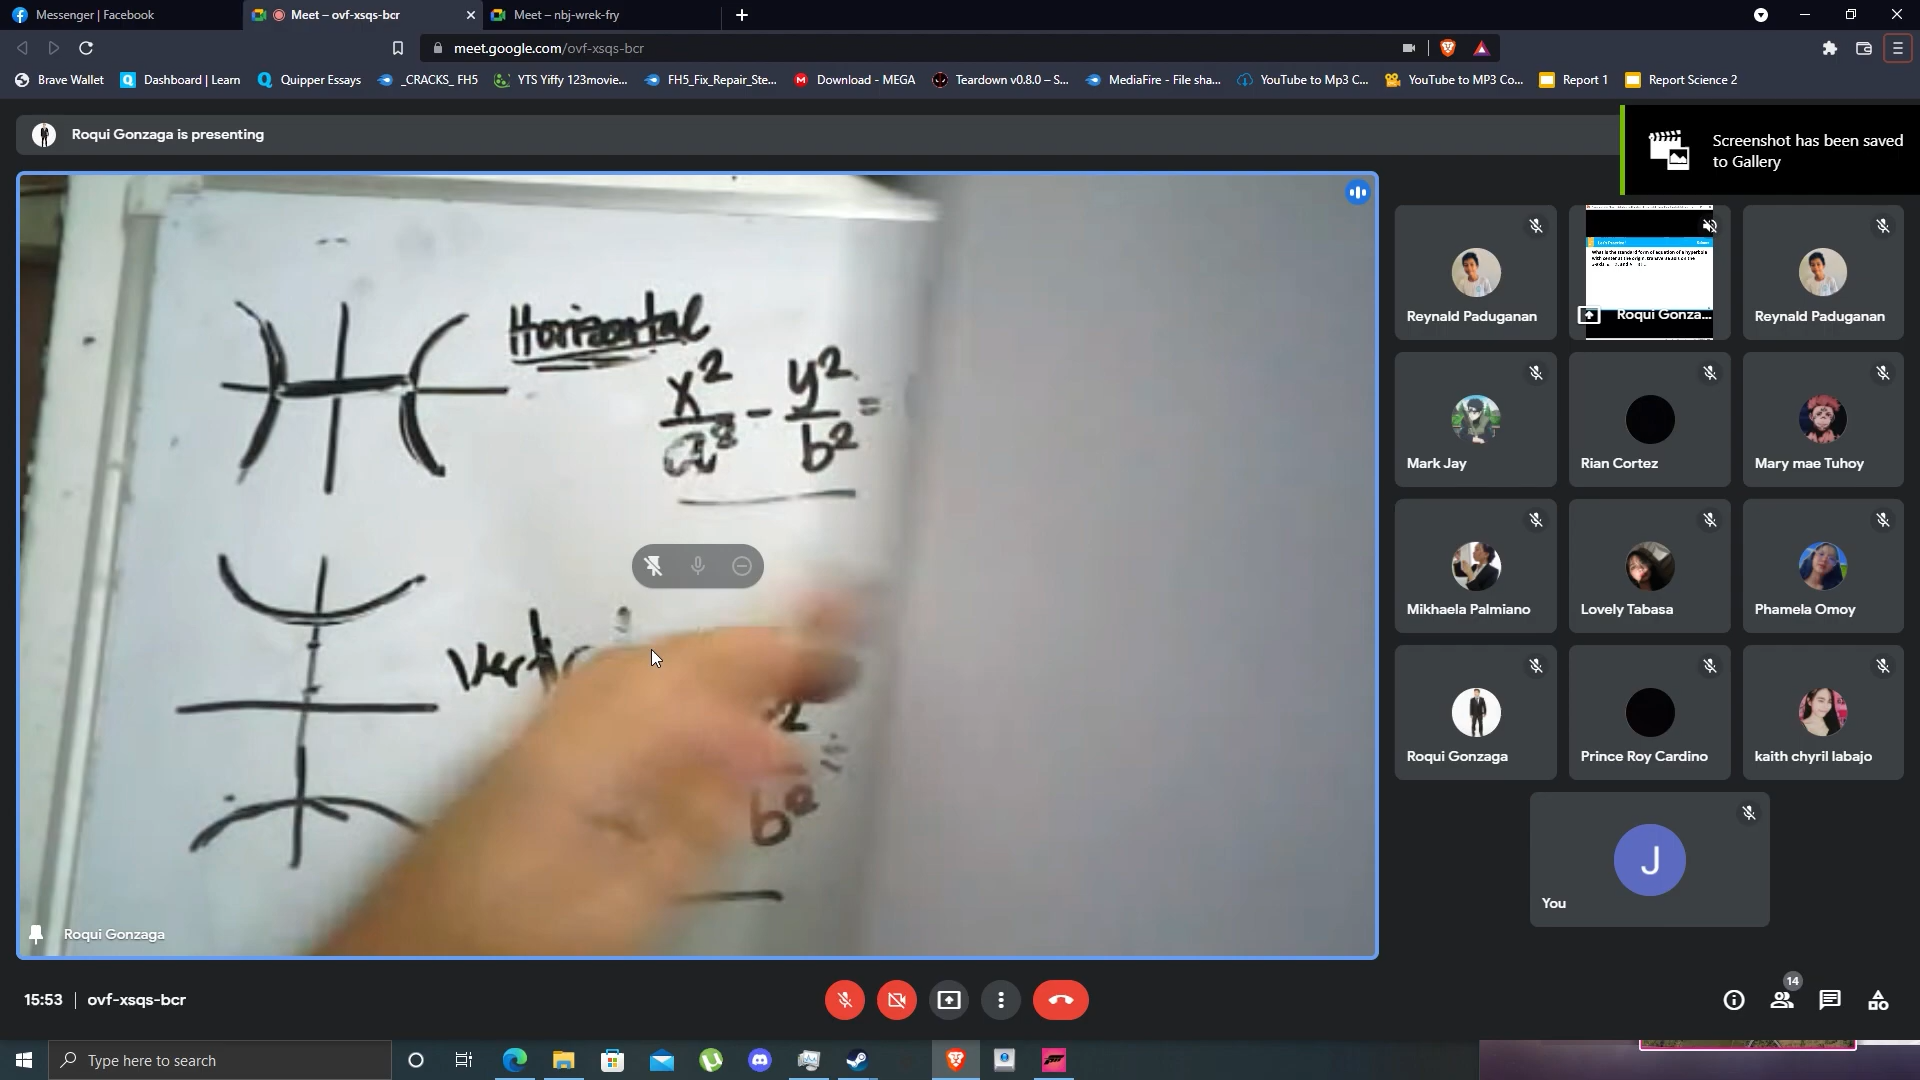 Messenger | Facebook
Meet – ovf-xsqs-bcr
Meet – nbj-wrek-fry
meet.google.com/ovf-xsqs-bcr
Brave Wallet
Dashboard | Learn
Quipper Essays
_CRACKS_ FH5
YTS Yiffy 123movie...
FH5_Fix_Repair_Ste...
Download - MEGA
Teardown v0.8.0 – S...
MediaFire - File sha...
YouTube to Mp3 C...
YouTube to MP3 Co...
Report 1
Report Science 2
Roqui Gonzaga is presenting
Screenshot has been saved
to Gallery
Horizontal
x² y²
— - — =
a² b²
b²
Roqui Gonzaga
Reynald Paduganan
Roqui Gonza...
Reynald Paduganan
Mark Jay
Rian Cortez
Mary mae Tuhoy
Mikhaela Palmiano
Lovely Tabasa
Phamela Omoy
Roqui Gonzaga
Prince Roy Cardino
kaith chyril labajo
J
You
15:53 | ovf-xsqs-bcr
14
Type here to search